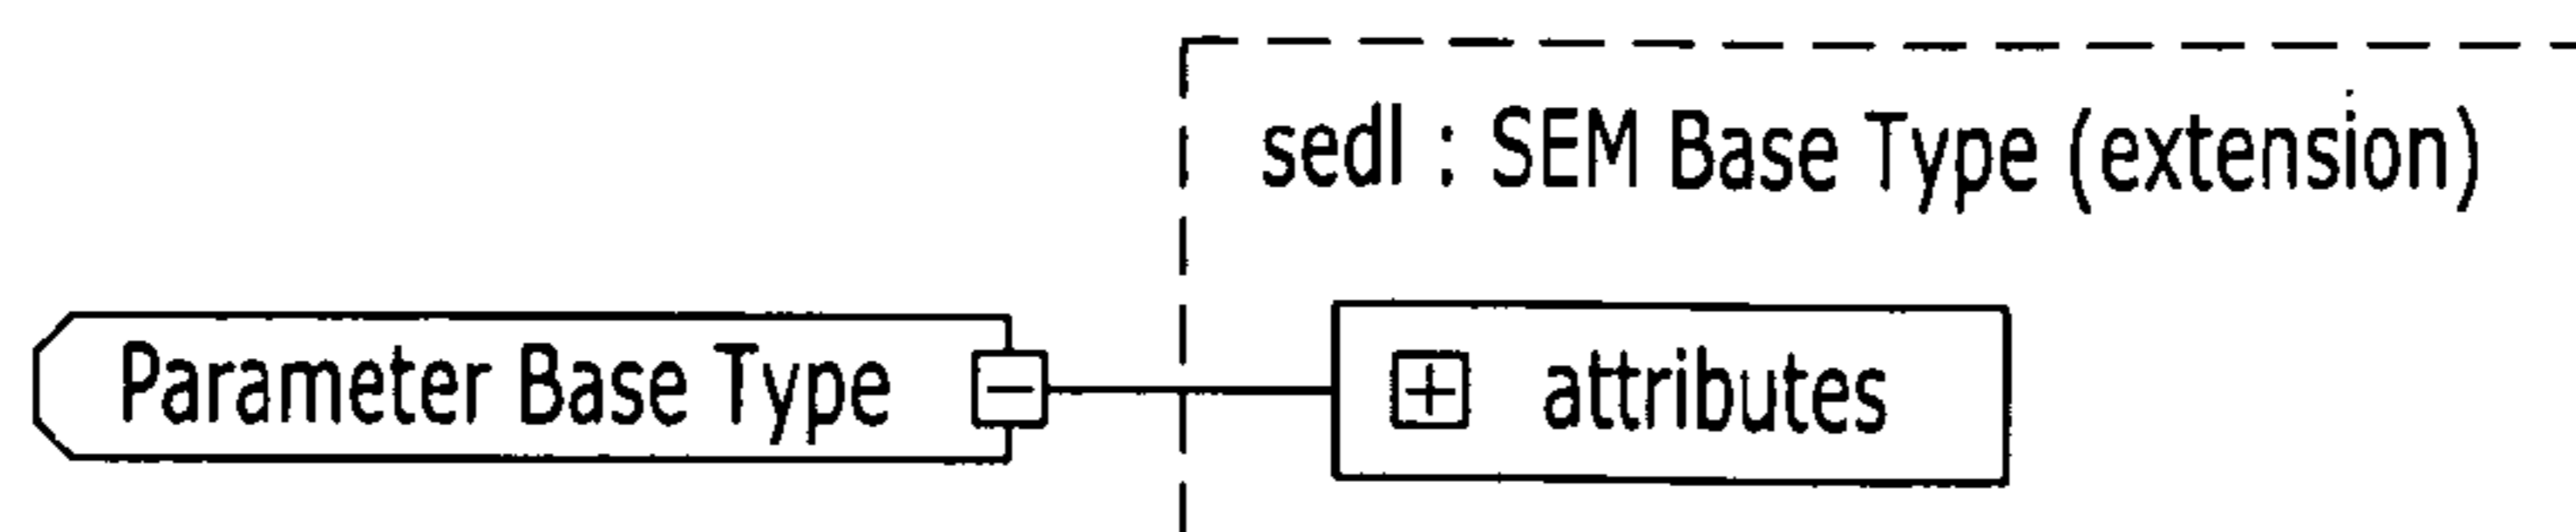 sedl : SEM Base Type (extension)
Parameter Base Type
attributes